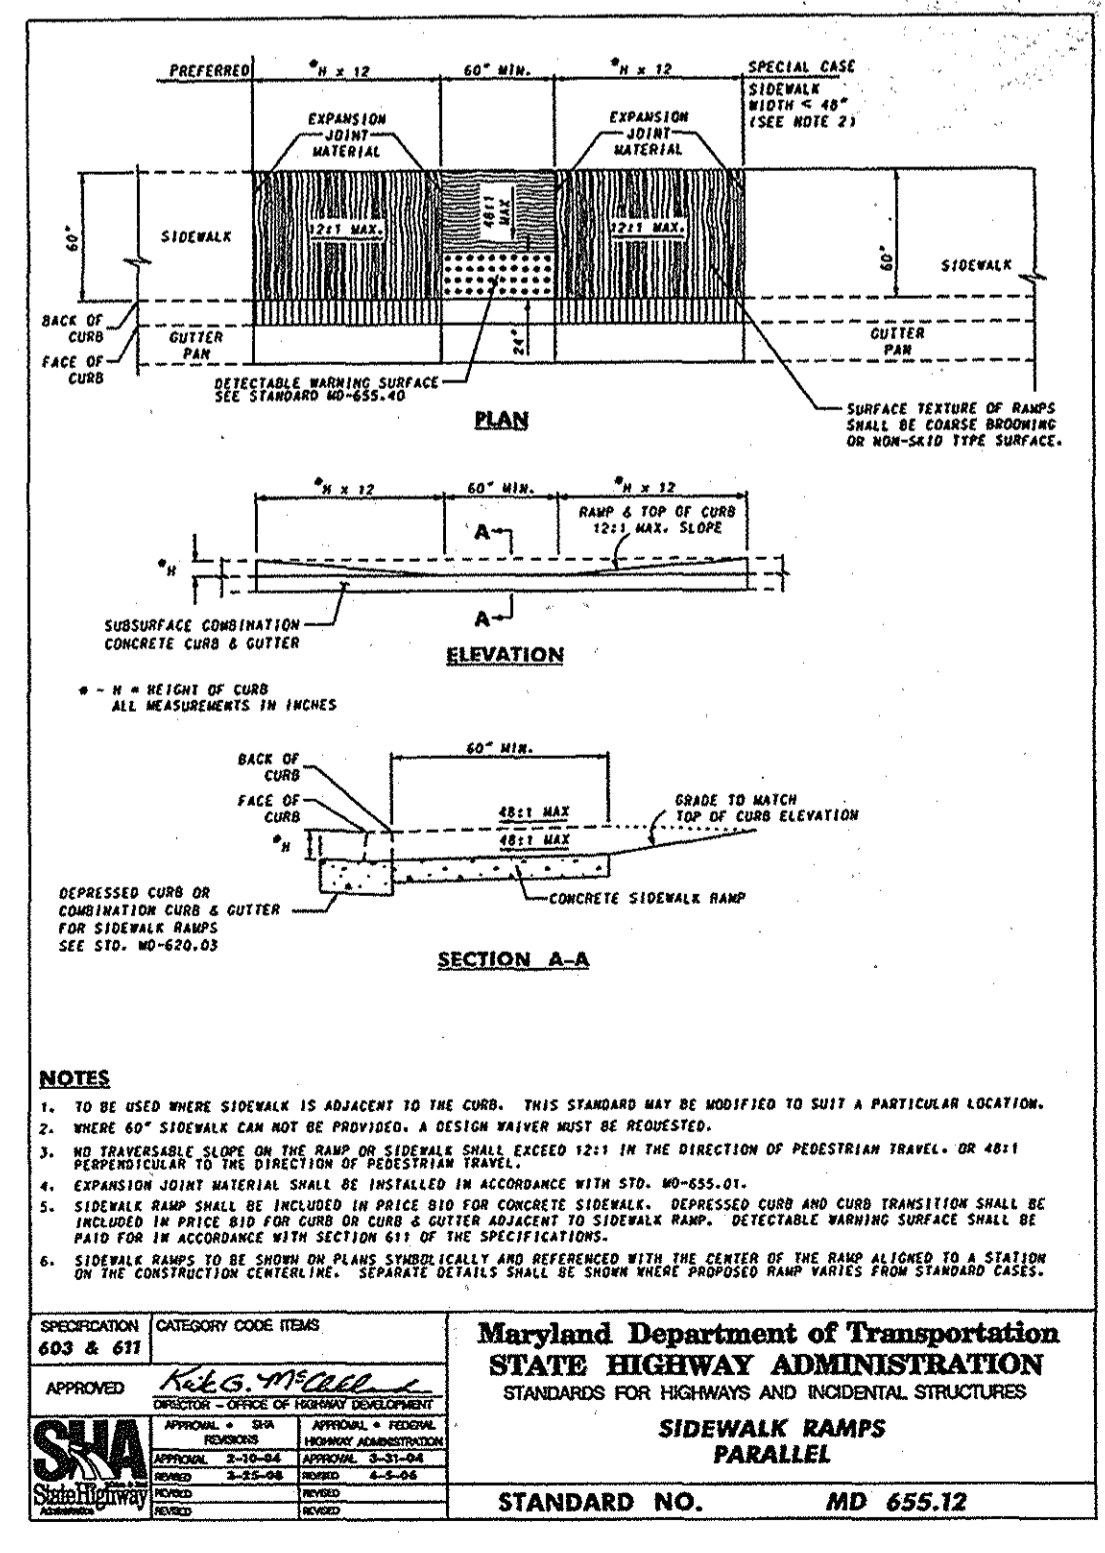 PREFERRED
*H x 12
60" MIN.
*H x 12
SPECIAL CASE
SIDEWALK
WIDTH < 48"
(SEE NOTE 2)
EXPANSION
JOINT
MATERIAL
EXPANSION
JOINT
MATERIAL
60"
SIDEWALK
12:1 MAX.
48:1
MAX
12:1 MAX.
60"
SIDEWALK
BACK OF
CURB
FACE OF
CURB
GUTTER
PAN
24"
GUTTER
PAN
DETECTABLE WARNING SURFACE
SEE STANDARD MD-655.40
PLAN
SURFACE TEXTURE OF RAMPS
SHALL BE COARSE BROOMING
OR NON-SKID TYPE SURFACE.
*H x 12
60" MIN.
*H x 12
RAMP & TOP OF CURB
12:1 MAX. SLOPE
A
*H
A
SUBSURFACE COMBINATION
CONCRETE CURB & GUTTER
ELEVATION
* - H = HEIGHT OF CURB
ALL MEASUREMENTS IN INCHES
60" MIN.
BACK OF
CURB
FACE OF
CURB
*H
48:1 MAX
48:1 MAX
GRADE TO MATCH
TOP OF CURB ELEVATION
DEPRESSED CURB OR
COMBINATION CURB & GUTTER
FOR SIDEWALK RAMPS
SEE STD. MD-620.03
CONCRETE SIDEWALK RAMP
SECTION A-A
NOTES
1. TO BE USED WHERE SIDEWALK IS ADJACENT TO THE CURB. THIS STANDARD MAY BE MODIFIED TO SUIT A PARTICULAR LOCATION.
2. WHERE 60" SIDEWALK CAN NOT BE PROVIDED. A DESIGN WAIVER MUST BE REQUESTED.
3. NO TRAVERSABLE SLOPE ON THE RAMP OR SIDEWALK SHALL EXCEED 12:1 IN THE DIRECTION OF PEDESTRIAN TRAVEL. OR 48:1
PERPENDICULAR TO THE DIRECTION OF PEDESTRIAN TRAVEL.
4. EXPANSION JOINT MATERIAL SHALL BE INSTALLED IN ACCORDANCE WITH STD. MD-655.01.
5. SIDEWALK RAMP SHALL BE INCLUDED IN PRICE BID FOR CONCRETE SIDEWALK. DEPRESSED CURB AND CURB TRANSITION SHALL BE
INCLUDED IN PRICE BID FOR CURB OR CURB & GUTTER ADJACENT TO SIDEWALK RAMP. DETECTABLE WARNING SURFACE SHALL BE
PAID FOR IN ACCORDANCE WITH SECTION 611 OF THE SPECIFICATIONS.
6. SIDEWALK RAMPS TO BE SHOWN ON PLANS SYMBOLICALLY AND REFERENCED WITH THE CENTER OF THE RAMP ALIGNED TO A STATION
ON THE CONSTRUCTION CENTERLINE. SEPARATE DETAILS SHALL BE SHOWN WHERE PROPOSED RAMP VARIES FROM STANDARD CASES.
SPECIFICATION
603 & 611
CATEGORY CODE ITEMS
APPROVED
Kirk G. McClelland
DIRECTOR - OFFICE OF HIGHWAY DEVELOPMENT
SHA
State Highway
Administration
APPROVAL • SHA
REVISIONS
APPROVAL • FEDERAL
HIGHWAY ADMINISTRATION
APPROVAL 2-10-04
APPROVAL 3-31-04
REVISED
REVISED 4-5-06
REVISED
REVISED
REVISED
REVISED
Maryland Department of Transportation
STATE HIGHWAY ADMINISTRATION
STANDARDS FOR HIGHWAYS AND INCIDENTAL STRUCTURES
SIDEWALK RAMPS
PARALLEL
STANDARD NO. MD 655.12